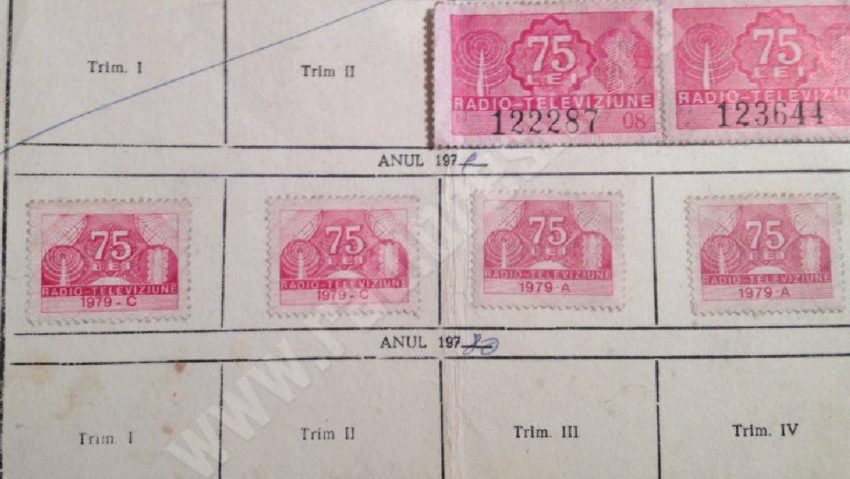 Trim. I
Trim II
75
LEI
RADIO-TELEVIZIUNE
122287 08
75
LEI
RADIO-TELEVIZIUNE
123644
ANUL 197
75
LEI
RADIO-TELEVIZIUNE
1979-C
75
LEI
RADIO-TELEVIZIUNE
1979-C
75
LEI
RADIO-TELEVIZIUNE
1979-A
75
LEI
RADIO-TELEVIZIUNE
1979-A
ANUL 197 80
Trim. I
Trim II
Trim. III
Trim. IV